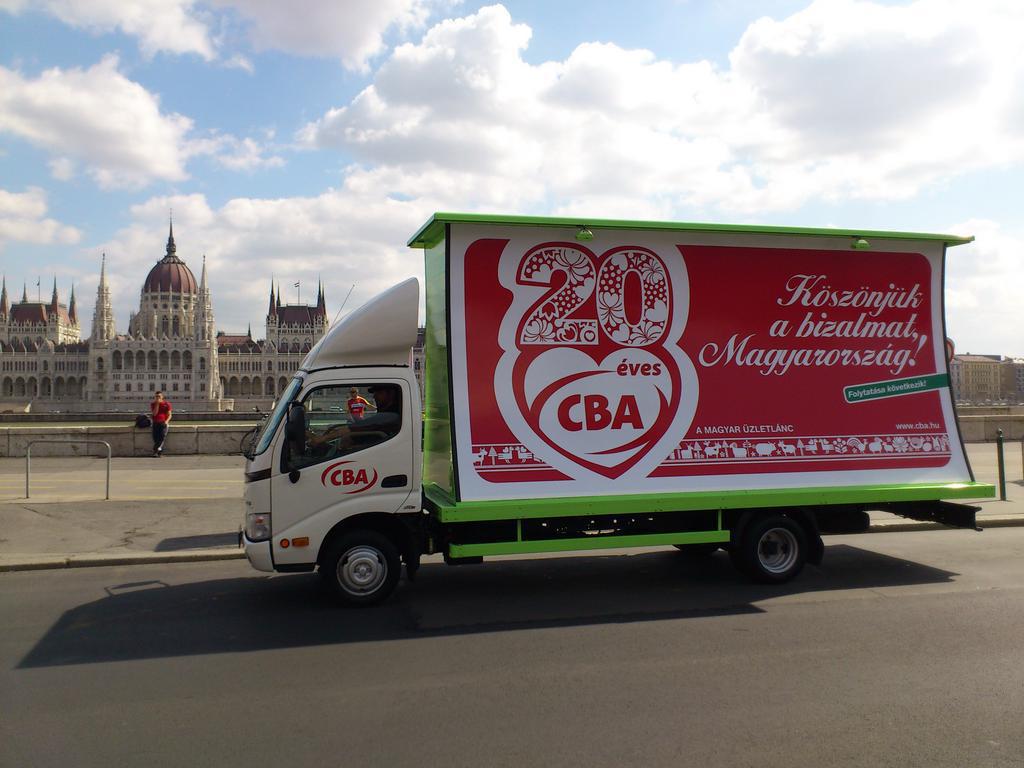 20
éves
CBA
Köszönjük
a bizalmat,
Magyarország!
Folytatása következik!
A MAGYAR ÜZLETLÁNC
www.cba.hu
CBA